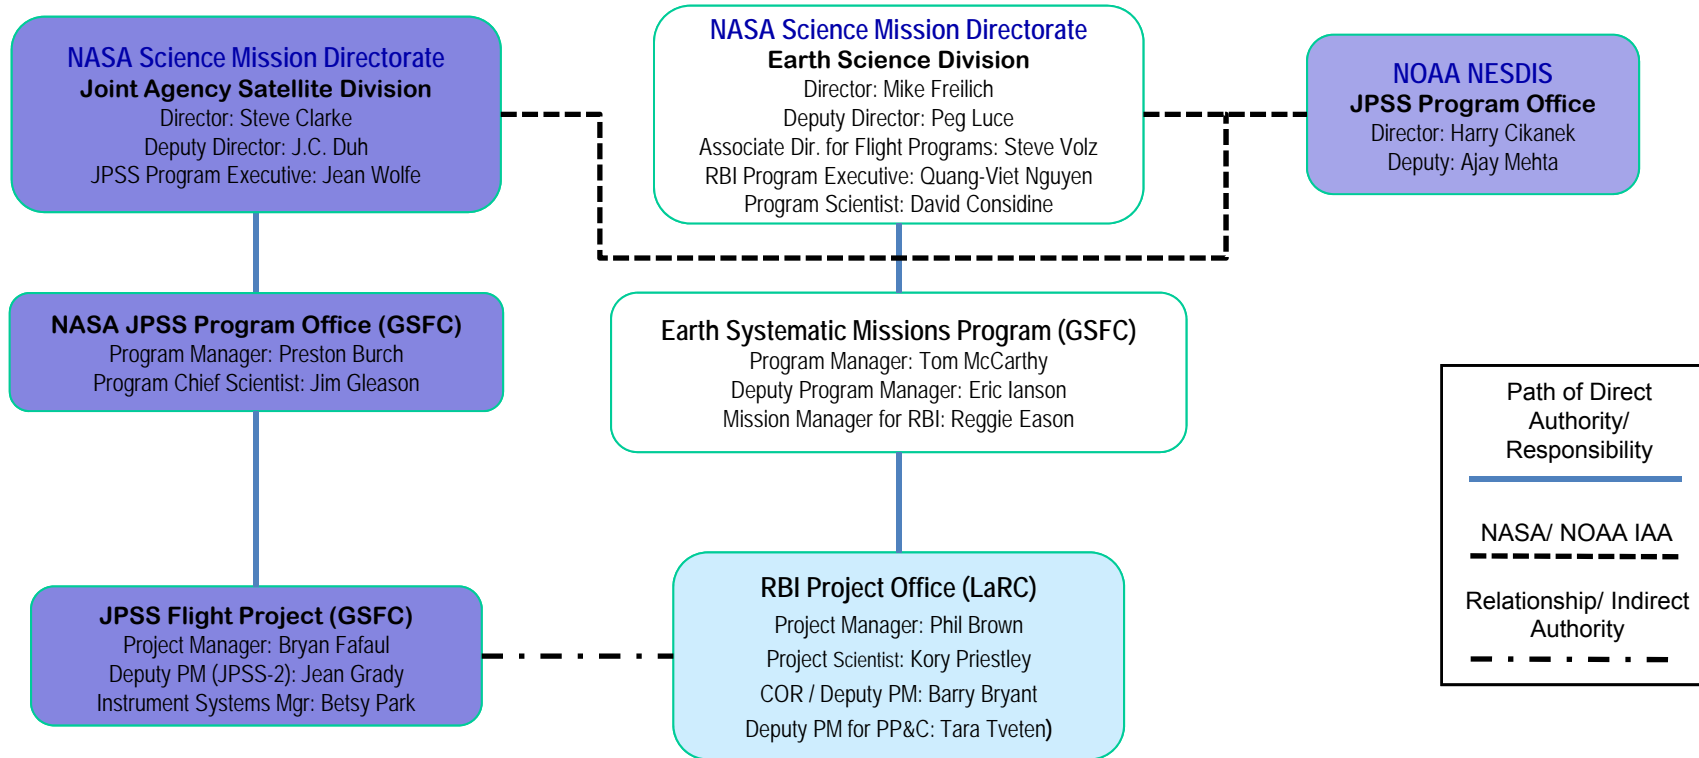 NASA Science Mission Directorate
Joint Agency Satellite Division
Director: Steve Clarke
Deputy Director: J.C. Duh
JPSS Program Executive: Jean Wolfe
NASA Science Mission Directorate
Earth Science Division
Director: Mike Freilich
Deputy Director: Peg Luce
Associate Dir. for Flight Programs: Steve Volz
RBI Program Executive: Quang-Viet Nguyen
Program Scientist: David Considine
NOAA NESDIS
JPSS Program Office
Director: Harry Cikanek
Deputy: Ajay Mehta
NASA JPSS Program Office (GSFC)
Program Manager: Preston Burch
Program Chief Scientist: Jim Gleason
Earth Systematic Missions Program (GSFC)
Program Manager: Tom McCarthy
Deputy Program Manager: Eric Ianson
Mission Manager for RBI: Reggie Eason
JPSS Flight Project (GSFC)
Project Manager: Bryan Fafaul
Deputy PM (JPSS-2): Jean Grady
Instrument Systems Mgr: Betsy Park
RBI Project Office (LaRC)
Project Manager: Phil Brown
Project Scientist: Kory Priestley
COR / Deputy PM: Barry Bryant
Deputy PM for PP&C: Tara Tveten)
Path of Direct
Authority/
Responsibility
NASA/ NOAA IAA
Relationship/ Indirect
Authority